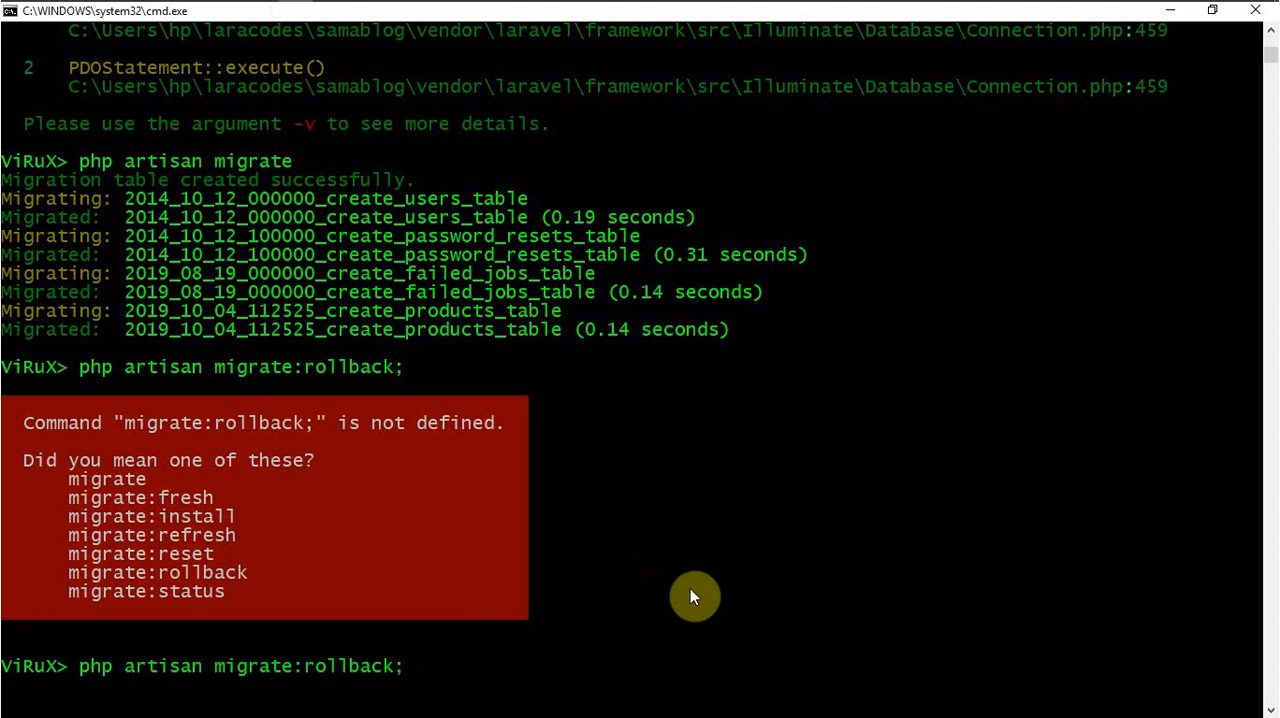 C:\WINDOWS\system32\cmd.exe
C:\Users\hp\laracodes\samablog\vendor\laravel\framework\src\Illuminate\Database\Connection.php:459
2 PDOStatement::execute()
C:\Users\hp\laracodes\samablog\vendor\laravel\framework\src\Illuminate\Database\Connection.php:459
Please use the argument -v to see more details.
ViRuX> php artisan migrate
Migration table created successfully.
Migrating: 2014_10_12_000000_create_users_table
Migrated: 2014_10_12_000000_create_users_table (0.19 seconds)
Migrating: 2014_10_12_100000_create_password_resets_table
Migrated: 2014_10_12_100000_create_password_resets_table (0.31 seconds)
Migrating: 2019_08_19_000000_create_failed_jobs_table
Migrated: 2019_08_19_000000_create_failed_jobs_table (0.14 seconds)
Migrating: 2019_10_04_112525_create_products_table
Migrated: 2019_10_04_112525_create_products_table (0.14 seconds)
ViRuX> php artisan migrate:rollback;
Command "migrate:rollback;" is not defined.
Did you mean one of these?
migrate
migrate:fresh
migrate:install
migrate:refresh
migrate:reset
migrate:rollback
migrate:status
ViRuX> php artisan migrate:rollback;